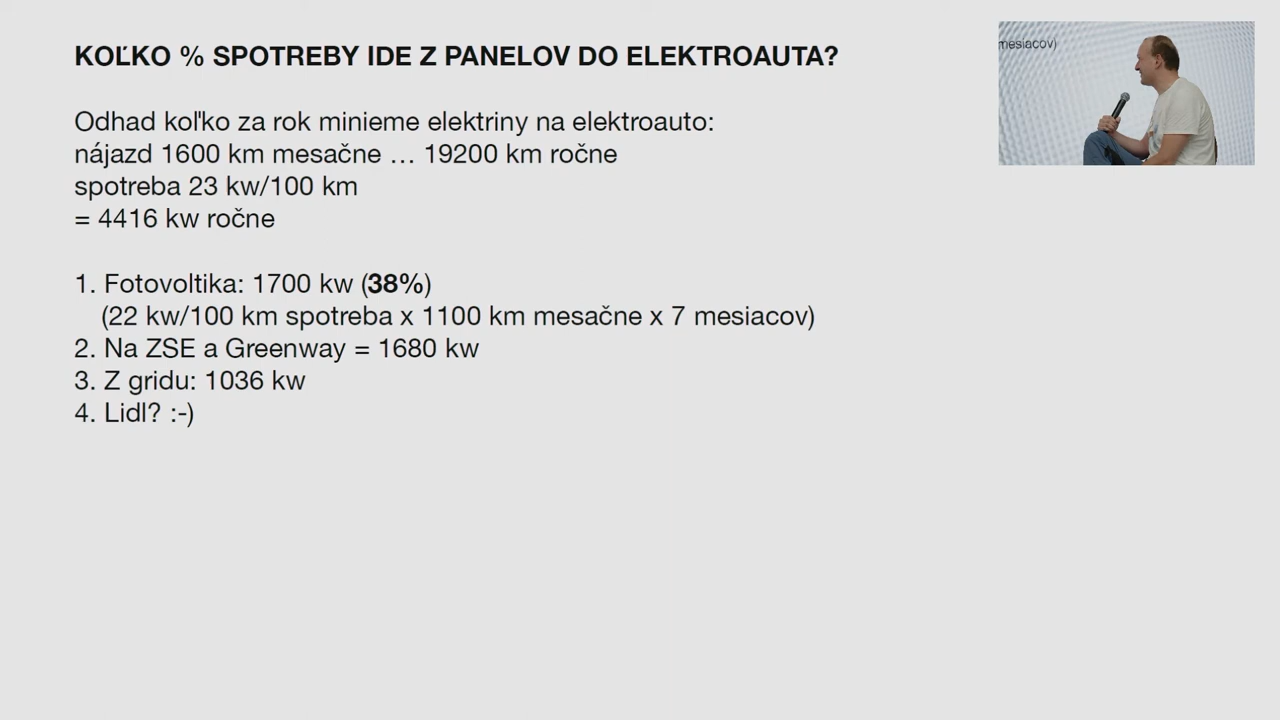 KOĽKO % SPOTREBY IDE Z PANELOV DO ELEKTROAUTA?
Odhad koľko za rok minieme elektriny na elektroauto:
nájazd 1600 km mesačne … 19200 km ročne
spotreba 23 kw/100 km
= 4416 kw ročne
1. Fotovoltika: 1700 kw (38%)
(22 kw/100 km spotreba x 1100 km mesačne x 7 mesiacov)
2. Na ZSE a Greenway = 1680 kw
3. Z gridu: 1036 kw
4. Lidl? :-)
mesiacov)